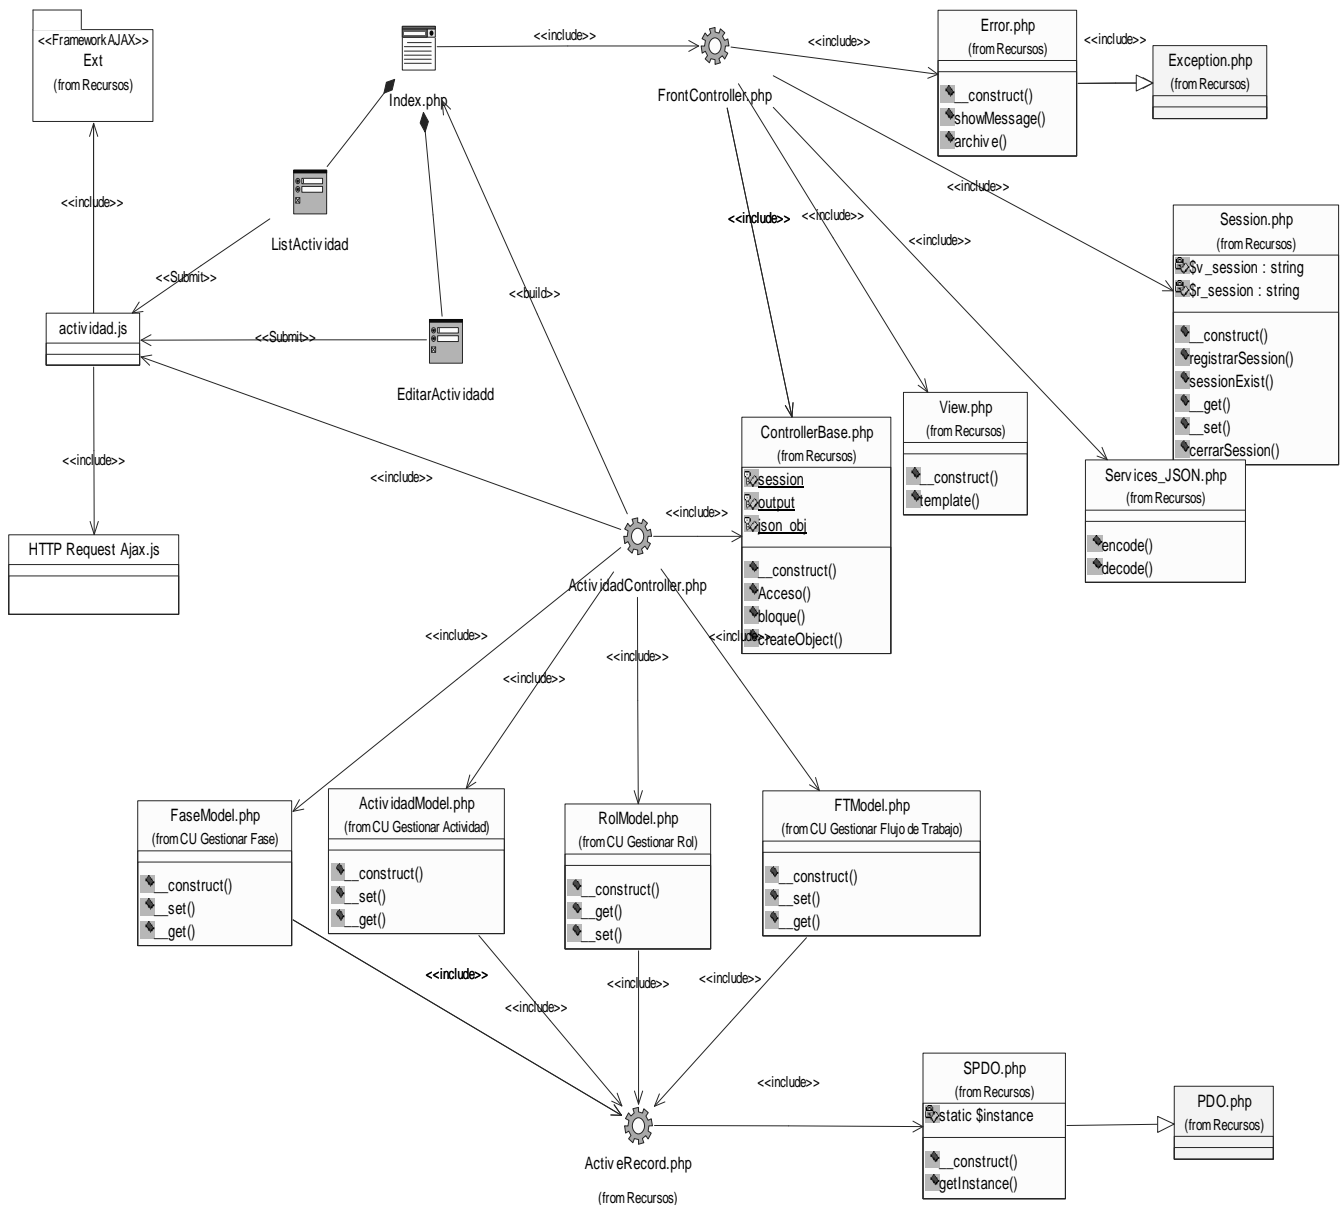 <<FrameworkAJAX>>
Ext
(from Recursos)
<<include>>
Index.php
<<include>>
FrontController.php
<<include>>
Error.php
(from Recursos)
__construct()
showMessage()
archive()
<<include>>
Exception.php
(from Recursos)
ListActividad
<<Submit>>
actividad.js
<<Submit>>
EditarActividadd
<<build>>
<<include>>
<<include>>
<<include>>
<<include>>
Session.php
(from Recursos)
$v_session : string
$r_session : string
__construct()
registrarSession()
sessionExist()
__get()
__set()
cerrarSession()
View.php
(from Recursos)
__construct()
template()
Services_JSON.php
(from Recursos)
encode()
decode()
ControllerBase.php
(from Recursos)
session
output
json_obj
__construct()
Acceso()
bloque()
createObject()
<<include>>
HTTP Request Ajax.js
<<include>>
<<include>>
ActividadController.php
<<include>>
<<include>>
<<include>>
<<include>>
FaseModel.php
(from CU Gestionar Fase)
__construct()
__set()
__get()
ActividadModel.php
(from CU Gestionar Actividad)
__construct()
__set()
__get()
RolModel.php
(from CU Gestionar Rol)
__construct()
__get()
__set()
FTModel.php
(from CU Gestionar Flujo de Trabajo)
__construct()
__set()
__get()
<<include>>
<<include>>
<<include>>
<<include>>
ActiveRecord.php
(from Recursos)
<<include>>
SPDO.php
(from Recursos)
static $instance
__construct()
getInstance()
PDO.php
(from Recursos)